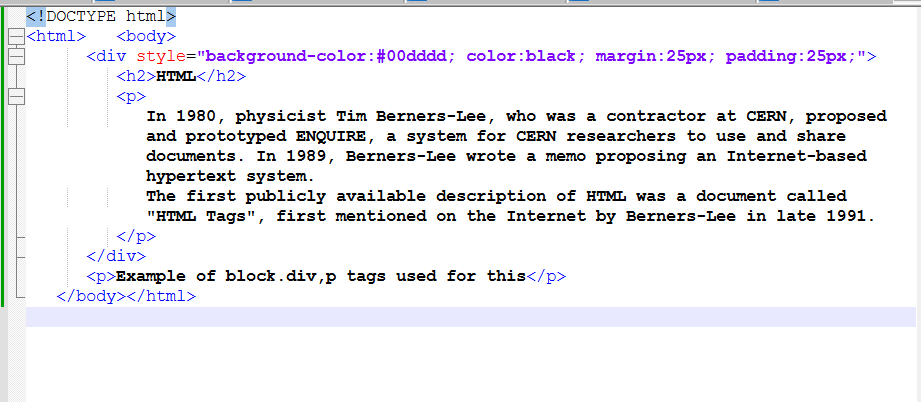 <!DOCTYPE html>
<html>   <body>
<div style="background-color:#00dddd; color:black; margin:25px; padding:25px;">
<h2>HTML</h2>
<p>
In 1980, physicist Tim Berners-Lee, who was a contractor at CERN, proposed
and prototyped ENQUIRE, a system for CERN researchers to use and share
documents. In 1989, Berners-Lee wrote a memo proposing an Internet-based
hypertext system.
The first publicly available description of HTML was a document called
"HTML Tags", first mentioned on the Internet by Berners-Lee in late 1991.
</p>
</div>
<p>Example of block.div,p tags used for this</p>
</body></html>